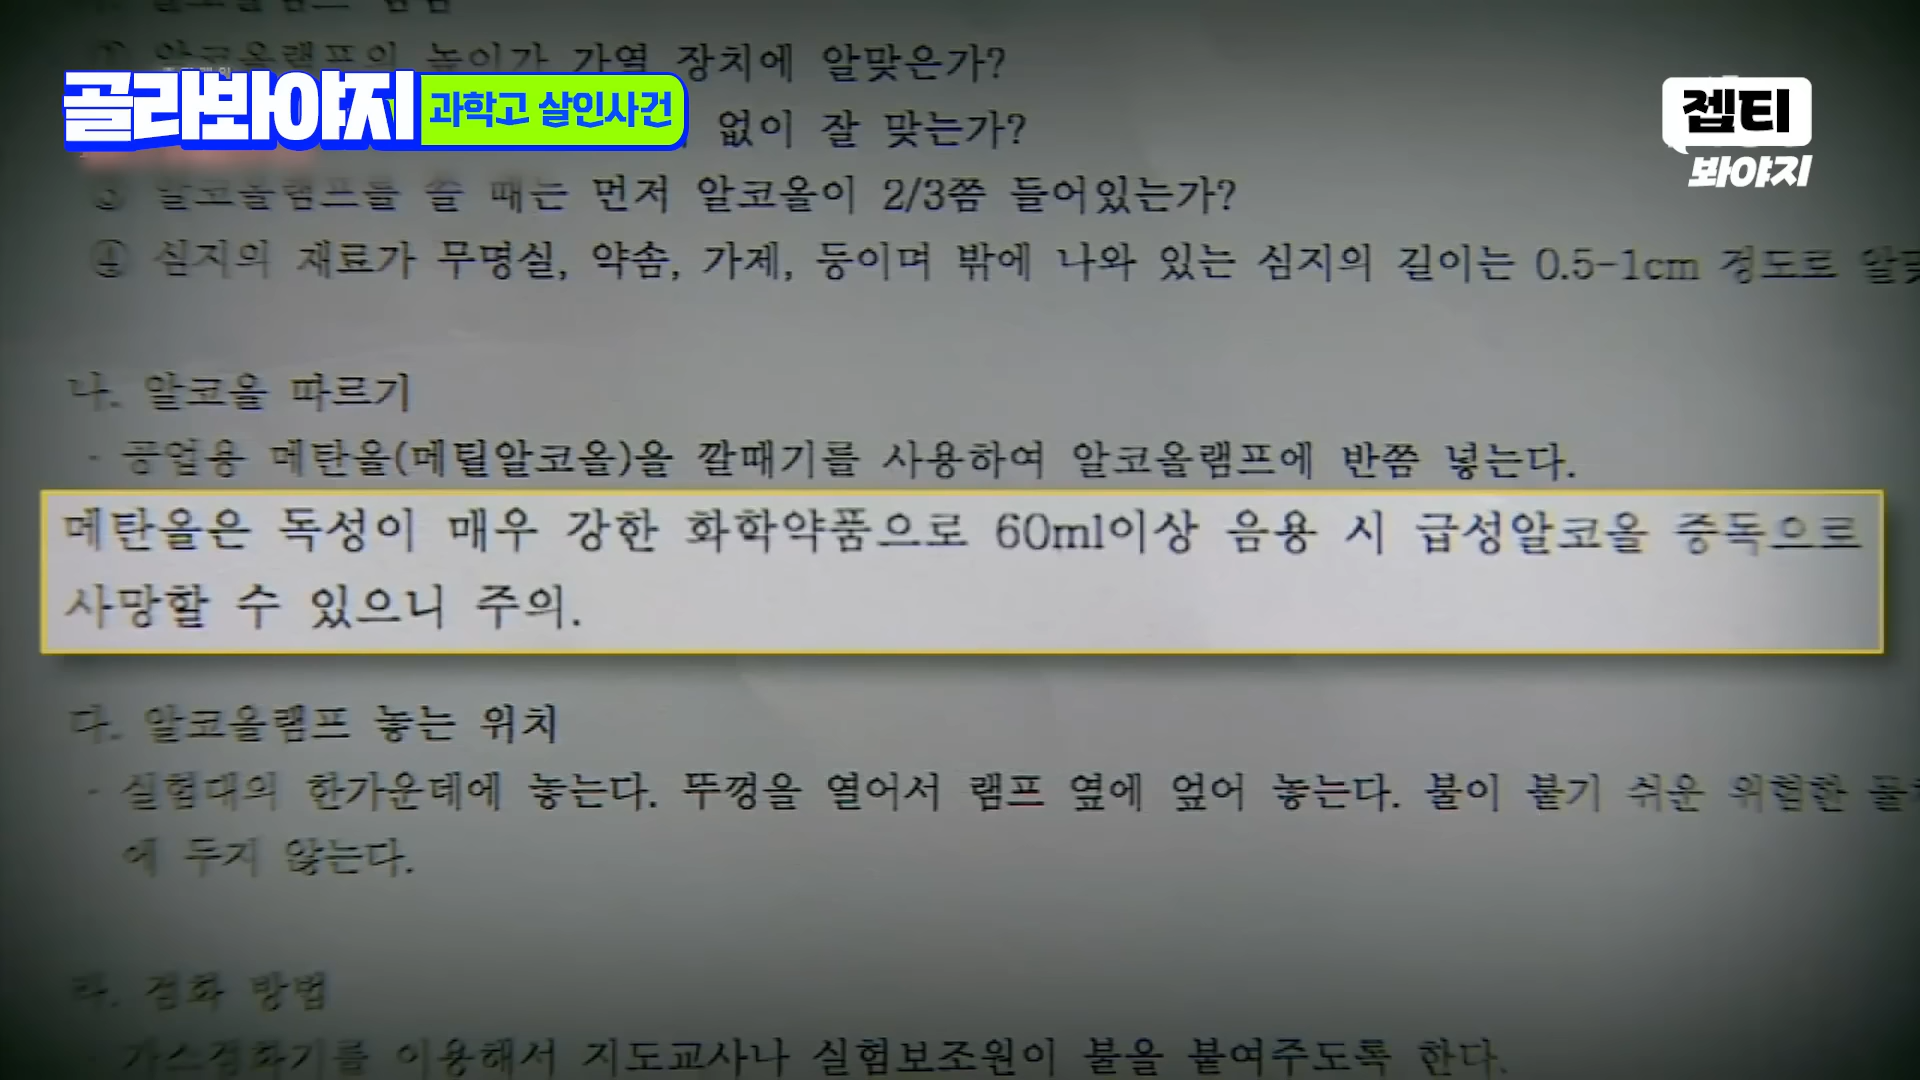 골라봐야지 과학고 살인사건
젭티
봐야지
① 알코올램프의 높이가 가열 장치에 알맞은가?
없이 잘 맞는가?
③ 알코올램프를 쓸 때는 먼저 알코올이 2/3쯤 들어있는가?
④ 심지의 재료가 무명실, 약솜, 가제, 등이며 밖에 나와 있는 심지의 길이는 0.5-1cm 정도로
나. 알코올 따르기
· 공업용 메탄올(메틸알코올)을 깔때기를 사용하여 알코올램프에 반쯤 넣는다.
메탄올은 독성이 매우 강한 화학약품으로 60ml이상 음용 시 급성알코올 중독으로
사망할 수 있으니 주의.
다. 알코올램프 놓는 위치
· 실험대의 한가운데에 놓는다. 뚜껑을 열어서 램프 옆에 엎어 놓는다. 불이 붙기 쉬운 위험한
에 두지 않는다.
라. 점화 방법
· 가스점화기를 이용해서 지도교사나 실험보조원이 불을 붙여주도록 한다.